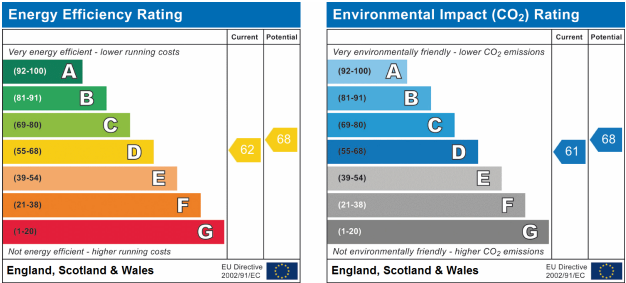 Energy Efficiency Rating
Current Potential
Very energy efficient - lower running costs
(92-100) A
(81-91) B
(69-80) C
(55-68) D
(39-54) E
(21-38) F
(1-20) G
62
68
Not energy efficient - higher running costs
England, Scotland & Wales
EU Directive
2002/91/EC
Environmental Impact (CO2) Rating
Current Potential
Very environmentally friendly - lower CO2 emissions
(92-100) A
(81-91) B
(69-80) C
(55-68) D
(39-54) E
(21-38) F
(1-20) G
61
68
Not environmentally friendly - higher CO2 emissions
England, Scotland & Wales
EU Directive
2002/91/EC